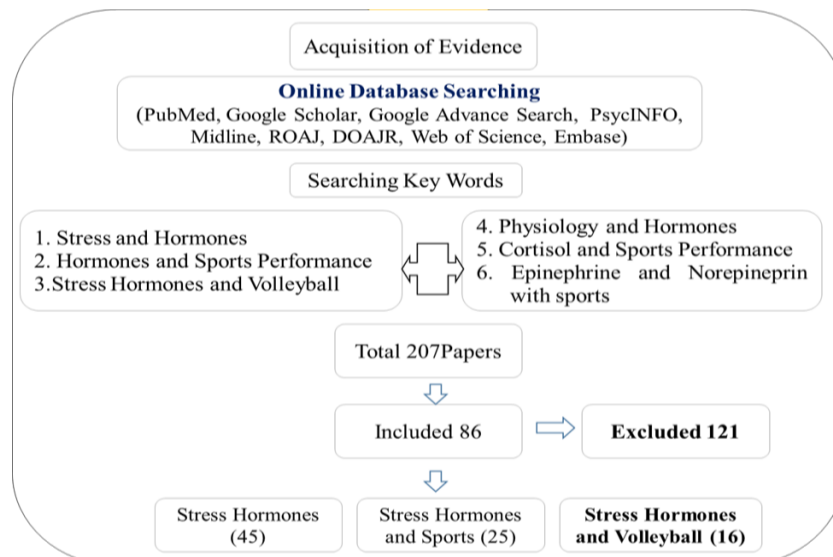 Acquisition of Evidence
Online Database Searching
(PubMed, Google Scholar, Google Advance Search, PsycINFO,
Midline, ROAJ, DOAJR, Web of Science, Embase)
Searching Key Words
1. Stress and Hormones
2. Hormones and Sports Performance
3.Stress Hormones and Volleyball
4. Physiology and Hormones
5. Cortisol and Sports Performance
6. Epinephrine and Norepineprin
with sports
Total 207Papers
Included 86
Excluded 121
Stress Hormones
(45)
Stress Hormones
and Sports (25)
Stress Hormones
and Volleyball (16)